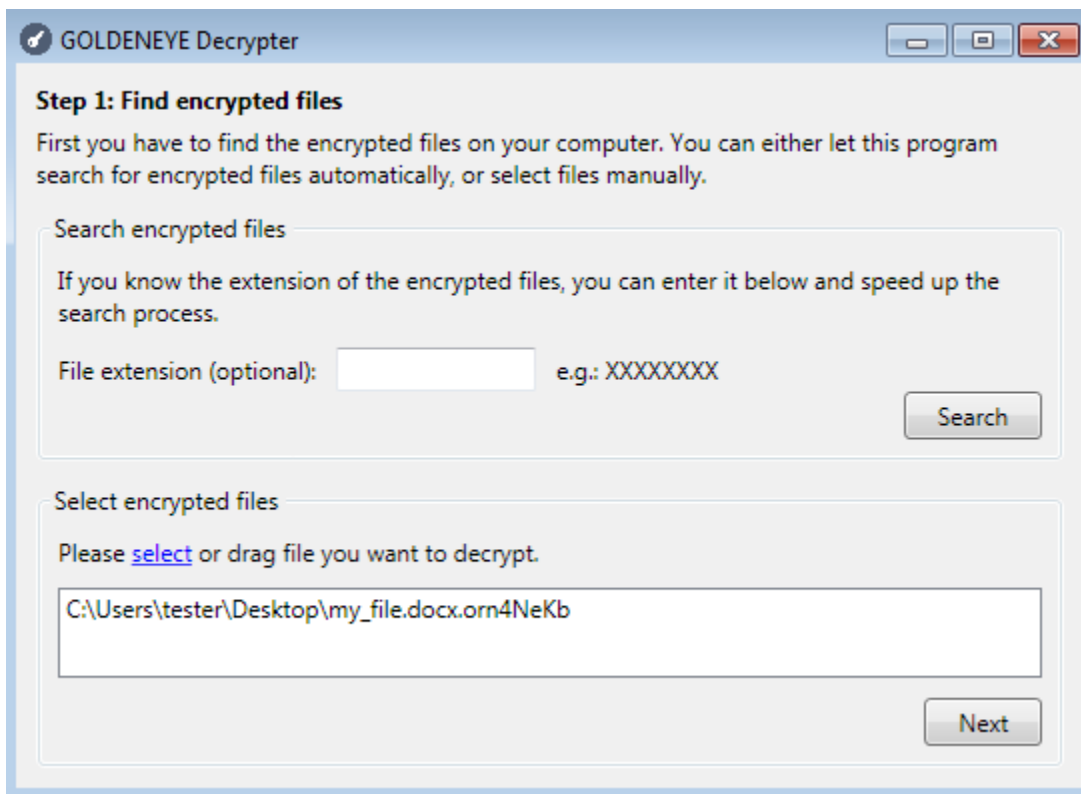 GOLDENEYE Decrypter
Step 1: Find encrypted files
First you have to find the encrypted files on your computer. You can either let this program
search for encrypted files automatically, or select files manually.
Search encrypted files
If you know the extension of the encrypted files, you can enter it below and speed up the
search process.
File extension (optional): e.g.: XXXXXXXX
Search
Select encrypted files
Please select or drag file you want to decrypt.
C:\Users\tester\Desktop\my_file.docx.orn4NeKb
Next